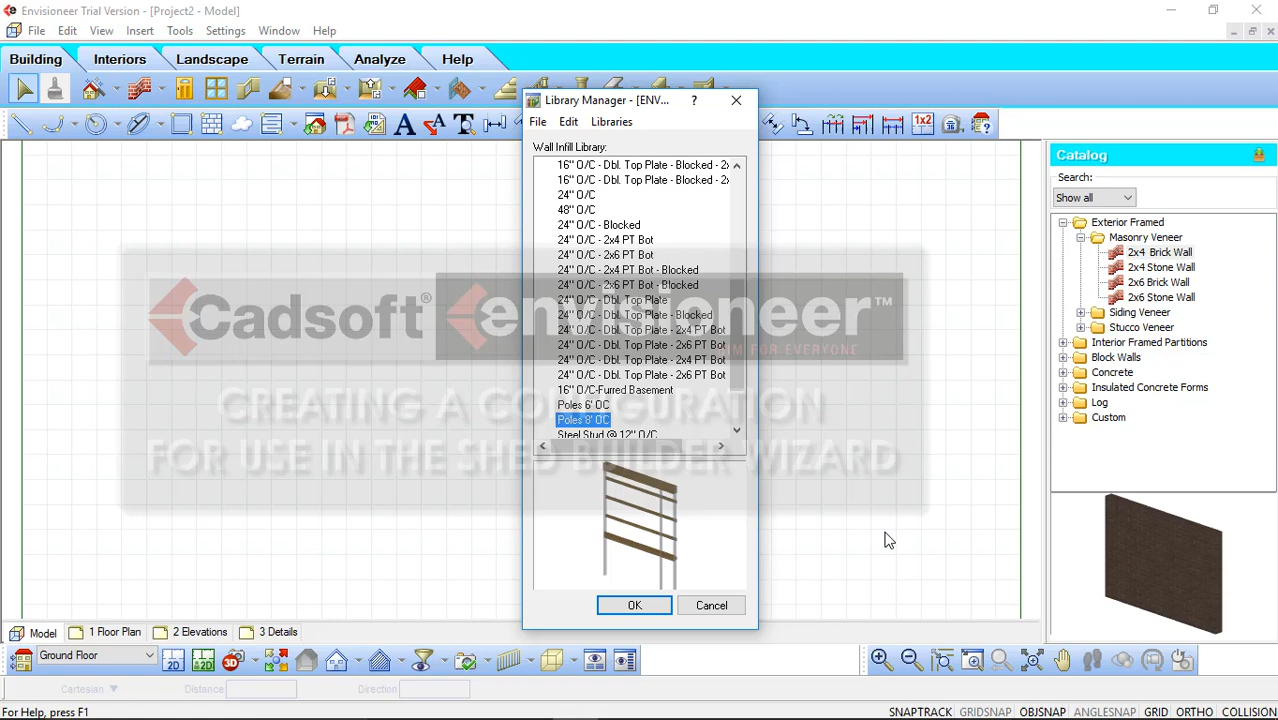 Envisioneer Trial Version - [Project2 - Model]
File Edit View Insert Tools Settings Window Help
Building Interiors Landscape Terrain Analyze Help
1x2
Library Manager - [ENV...
File Edit Libraries
Wall Infill Library:
16" O/C - Dbl. Top Plate - Blocked - 2x
16" O/C - Dbl. Top Plate - Blocked - 2x
24" O/C
48" O/C
24" O/C - Blocked
24" O/C - 2x4 PT Bot
24" O/C - 2x6 PT Bot
24" O/C - 2x4 PT Bot - Blocked
24" O/C - 2x6 PT Bot - Blocked
24" O/C - Dbl. Top Plate
24" O/C - Dbl. Top Plate - Blocked
24" O/C - Dbl. Top Plate - 2x4 PT Bot
24" O/C - Dbl. Top Plate - 2x6 PT Bot
24" O/C - Dbl. Top Plate - 2x4 PT Bot
24" O/C - Dbl. Top Plate - 2x6 PT Bot
16" O/C-Furred Basement
Poles 6' OC
Poles 8' OC
Steel Stud @ 12" O/C
OK Cancel
Cadsoft® envisioneer™
BIM FOR EVERYONE
CREATING A CONFIGURATION
FOR USE IN THE SHED BUILDER WIZARD
Catalog
Search:
Show all
Exterior Framed
Masonry Veneer
2x4 Brick Wall
2x4 Stone Wall
2x6 Brick Wall
2x6 Stone Wall
Siding Veneer
Stucco Veneer
Interior Framed Partitions
Block Walls
Concrete
Insulated Concrete Forms
Log
Custom
Model 1 Floor Plan 2 Elevations 3 Details
Ground Floor 2D 2D 3D
Cartesian Distance: Direction:
For Help, press F1 SNAPTRACK GRIDSNAP OBJSNAP ANGLESNAP GRID ORTHO COLLISION